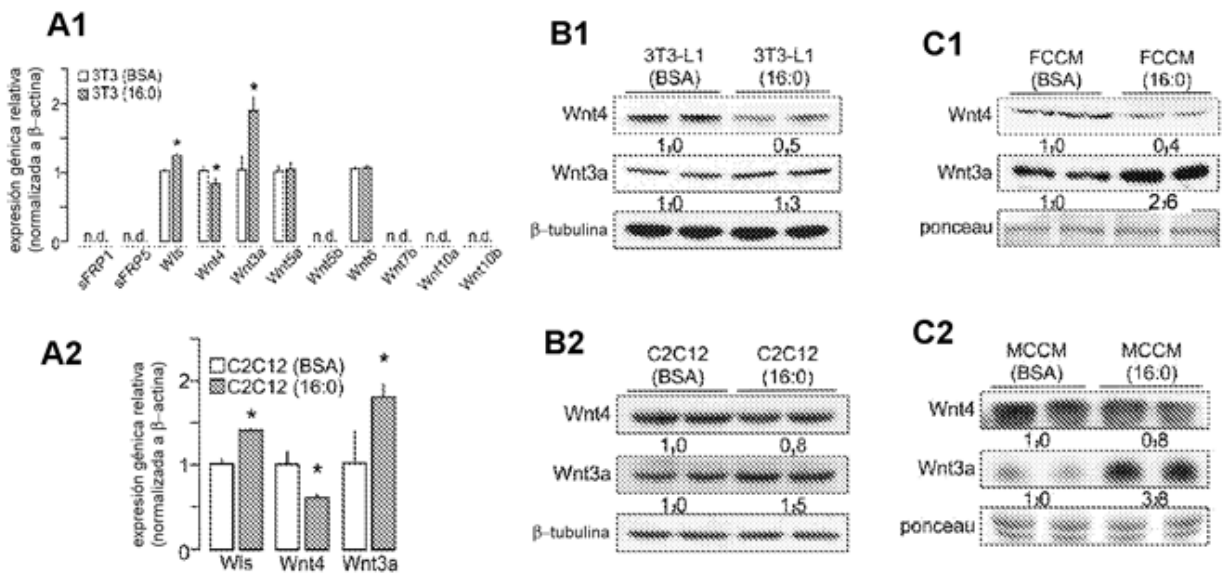 A1
expresión génica relativa
(normalizada a β-actina)
3T3 (BSA)
3T3 (16:0)
*
*
*
2
1
0
n.d.
n.d.
n.d.
n.d.
n.d.
n.d.
sFRP1
sFRP5
Wls
Wnt4
Wnt3a
Wnt5a
Wnt5b
Wnt6
Wnt7b
Wnt10a
Wnt10b
B1
3T3-L1
(BSA)
3T3-L1
(16:0)
Wnt4
1,0
0,5
Wnt3a
1,0
1,3
β-tubulina
C1
FCCM
(BSA)
FCCM
(16:0)
Wnt4
1,0
0,4
Wnt3a
1,0
2,6
ponceau
A2
expresión génica relativa
(normalizada a β-actina)
C2C12 (BSA)
C2C12 (16:0)
*
*
*
2
1
0
Wls
Wnt4
Wnt3a
B2
C2C12
(BSA)
C2C12
(16:0)
Wnt4
1,0
0,8
Wnt3a
1,0
1,5
β-tubulina
C2
MCCM
(BSA)
MCCM
(16:0)
Wnt4
1,0
0,8
Wnt3a
1,0
3,8
ponceau